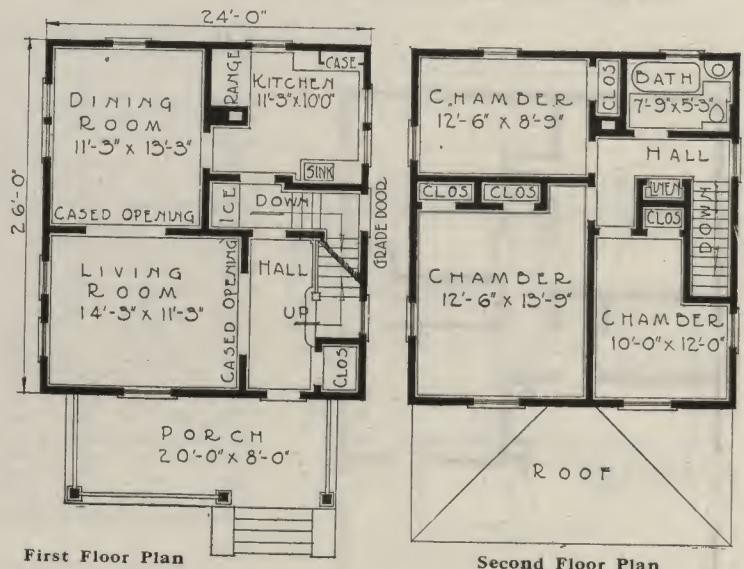 24'-0"
26'-0"
DINING
ROOM
11'-3" x 13'-3"
CASED OPENING
RANGE
KITCHEN
11'-3" x 10'0"
CASE
SINK
ICE
DOWN
GRADE DOOR
LIVING
ROOM
14'-3" x 11'-3"
CASED OPENING
HALL
UP
CLOS
PORCH
20'-0" x 8'-0"
First Floor Plan
CHAMBER
12'-6" x 8'-9"
CLOS
BATH
7'-9" x 5'-3"
HALL
CLOS
CLOS
LINEN
CLOS
DOWN
CHAMBER
12'-6" x 13'-9"
CHAMBER
10'-0" x 12'-0"
ROOF
Second Floor Plan